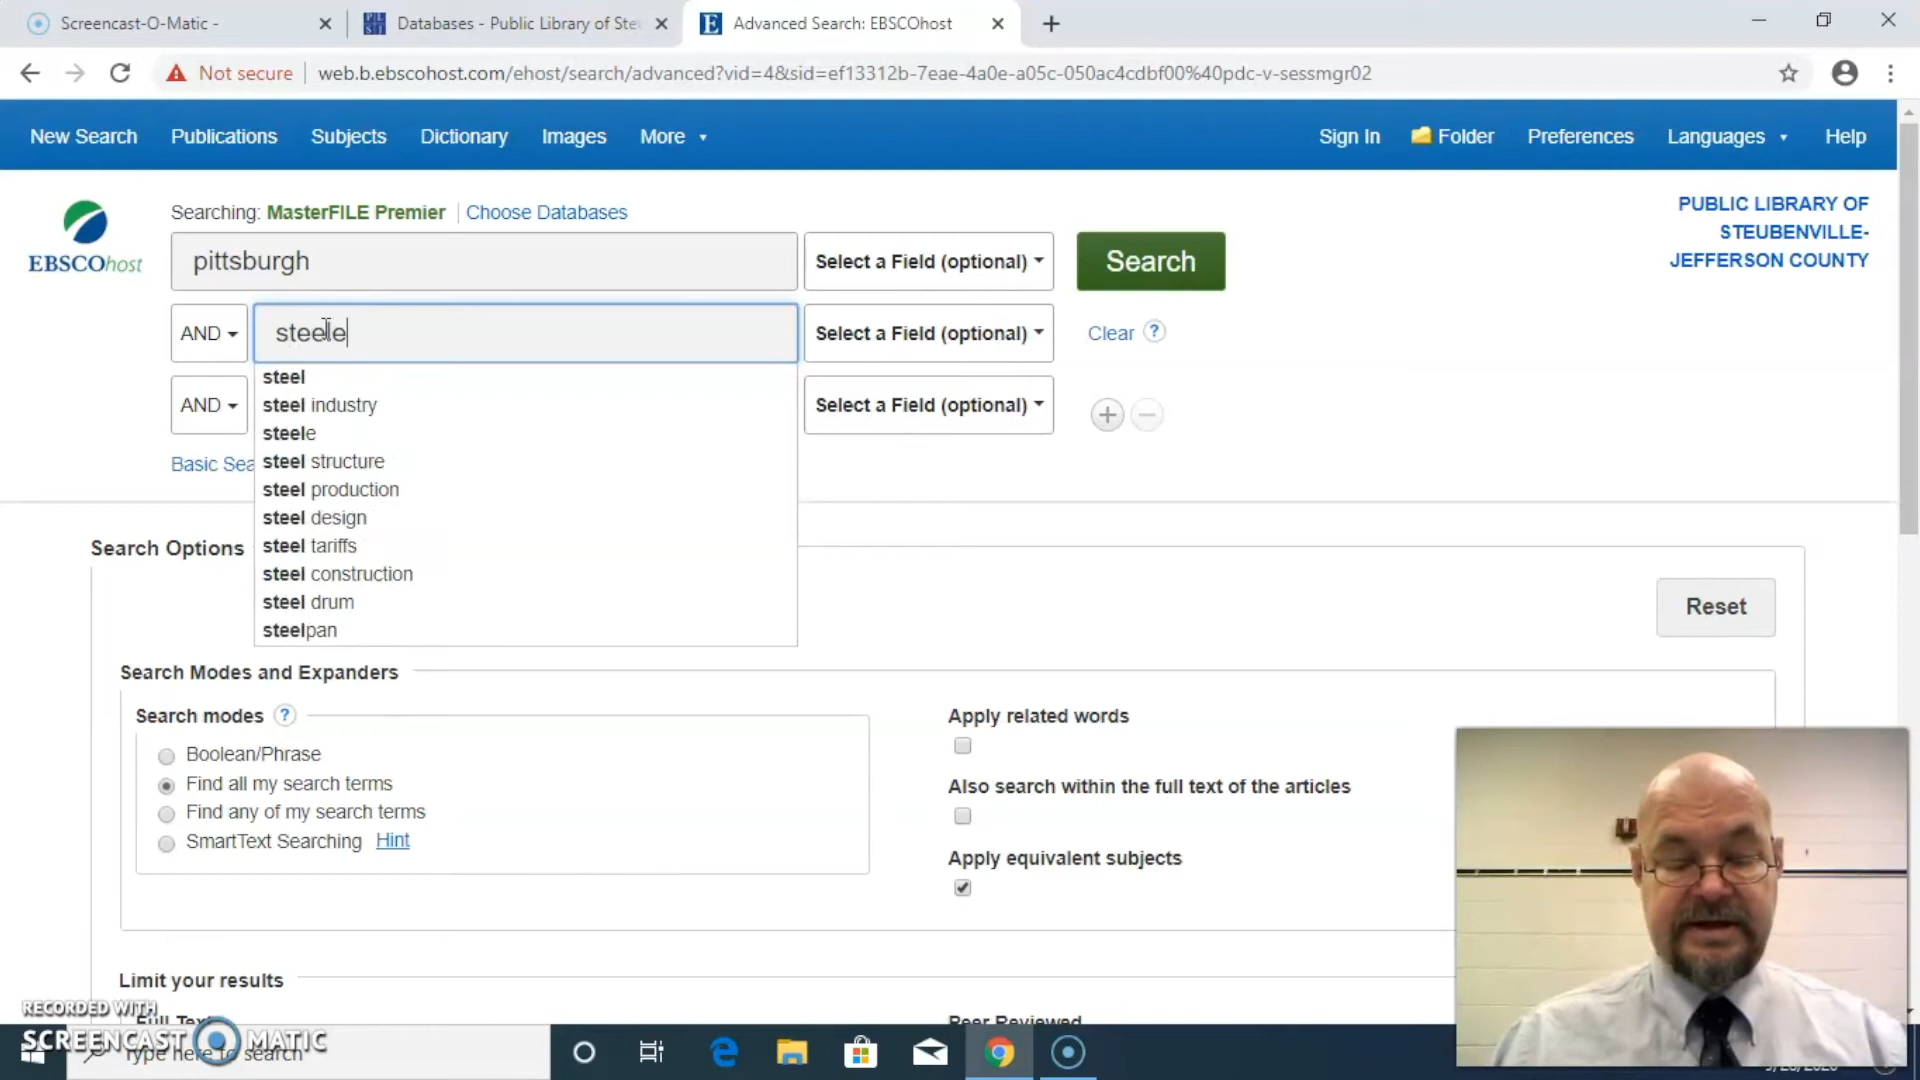 Screencast-O-Matic -
Databases - Public Library of Ste
Advanced Search: EBSCOhost
Not secure
web.b.ebscohost.com/ehost/search/advanced?vid=4&sid=ef13312b-7eae-4a0e-a05c-050ac4cdbf00%40pdc-v-sessmgr02
New Search Publications Subjects Dictionary Images More
Sign In Folder Preferences Languages Help
Searching: MasterFILE Premier Choose Databases
PUBLIC LIBRARY OF
STEUBENVILLE-
JEFFERSON COUNTY
EBSCOhost
pittsburgh
Select a Field (optional)
Search
AND
steele
Select a Field (optional)
Clear ?
steel
AND
steel industry
Select a Field (optional)
steele
Basic Sea
steel structure
steel production
steel design
steel tariffs
steel construction
steel drum
steelpan
Search Options
Reset
Search Modes and Expanders
Search modes ?
Boolean/Phrase
Find all my search terms
Find any of my search terms
SmartText Searching Hint
Apply related words
Also search within the full text of the articles
Apply equivalent subjects
Limit your results
Full Text
Peer Reviewed
RECORDED WITH
SCREENCAST MATIC
Type here to search